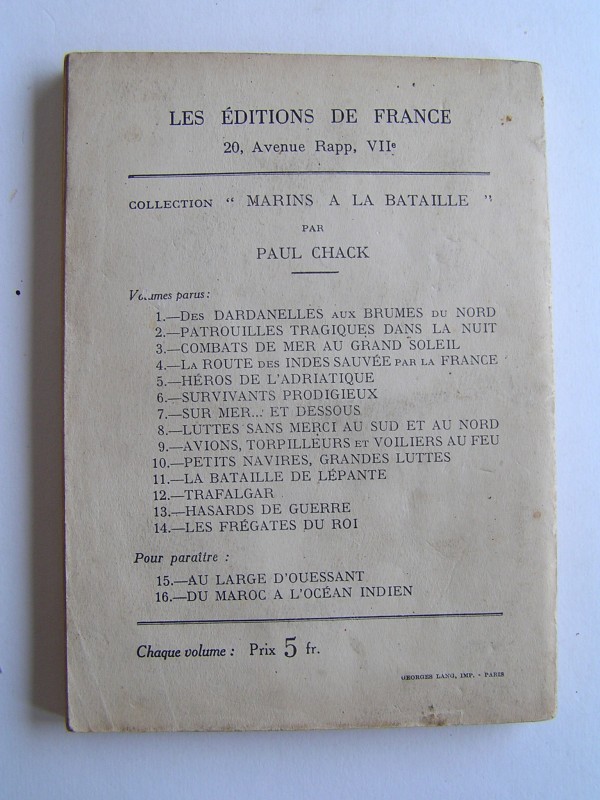 LES ÉDITIONS DE FRANCE
20, Avenue Rapp, VIIe
COLLECTION “ MARINS A LA BATAILLE ”
PAR
PAUL CHACK
Volumes parus :
1.—DES DARDANELLES AUX BRUMES DU NORD
2.—PATROUILLES TRAGIQUES DANS LA NUIT
3.—COMBATS DE MER AU GRAND SOLEIL
4.—LA ROUTE DES INDES SAUVÉE PAR LA FRANCE
5.—HÉROS DE L'ADRIATIQUE
6.—SURVIVANTS PRODIGIEUX
7.—SUR MER... ET DESSOUS
8.—LUTTES SANS MERCI AU SUD ET AU NORD
9.—AVIONS, TORPILLEURS ET VOILIERS AU FEU
10.—PETITS NAVIRES, GRANDES LUTTES
11.—LA BATAILLE DE LÉPANTE
12.—TRAFALGAR
13.—HASARDS DE GUERRE
14.—LES FRÉGATES DU ROI
Pour paraître :
15.—AU LARGE D'OUESSANT
16.—DU MAROC A L'OCÉAN INDIEN
Chaque volume : Prix 5 fr.
GEORGES LANG, IMP. - PARIS